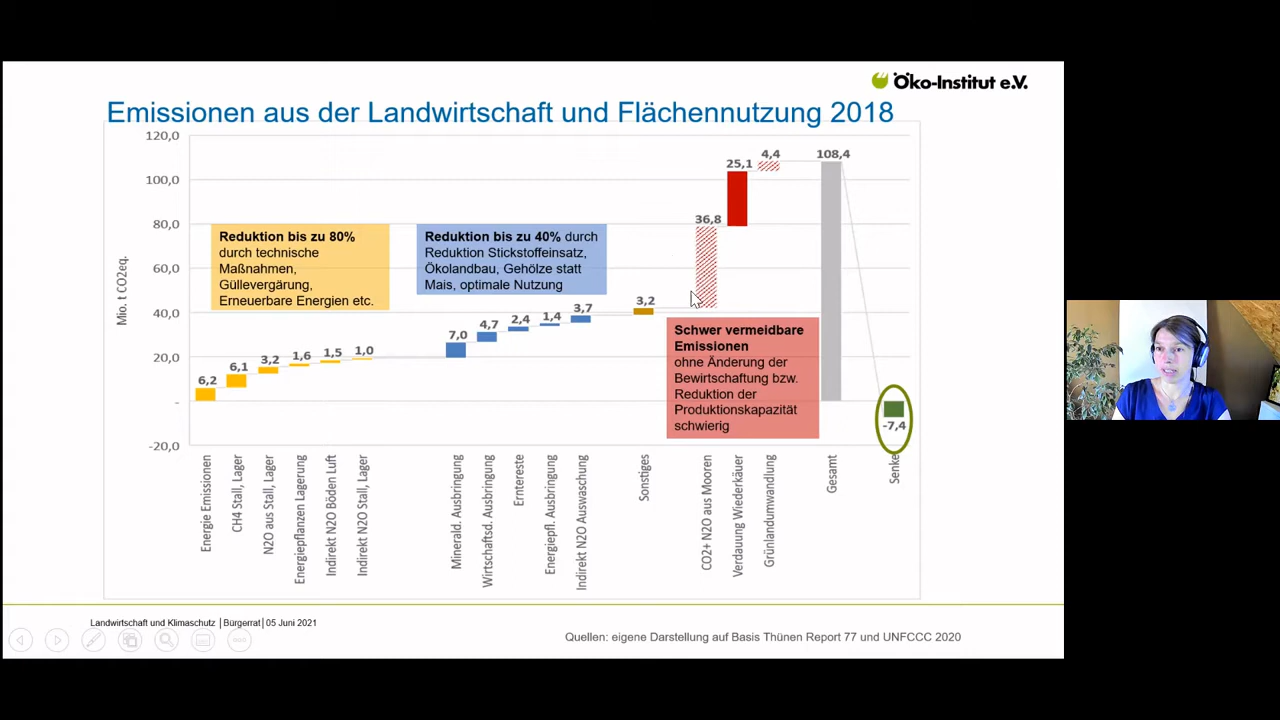 Öko-Institut e.V.
Emissionen aus der Landwirtschaft und Flächennutzung 2018
120,0
100,0
80,0
60,0
40,0
20,0
-
-20,0
Mio. t CO2eq.
Reduktion bis zu 80%
durch technische
Maßnahmen,
Güllevergärung,
Erneuerbare Energien etc.
Reduktion bis zu 40% durch
Reduktion Stickstoffeinsatz,
Ökolandbau, Gehölze statt
Mais, optimale Nutzung
Schwer vermeidbare
Emissionen
ohne Änderung der
Bewirtschaftung bzw.
Reduktion der
Produktionskapazität
schwierig
6,2
6,1
3,2
1,6
1,5
1,0
7,0
4,7
2,4
1,4
3,7
3,2
36,8
25,1
4,4
108,4
-7,4
Energie Emissionen
CH4 Stall, Lager
N2O aus Stall, Lager
Energiepflanzen Lagerung
Indirekt N2O Böden Luft
Indirekt N2O Stall, Lager
Minerald. Ausbringung
Wirtschaftsd. Ausbringung
Erntereste
Energiepfl. Ausbringung
Indirekt N2O Auswaschung
Sonstiges
CO2+ N2O aus Mooren
Verdauung Wiederkäuer
Grünlandumwandlung
Gesamt
Senke
Landwirtschaft und Klimaschutz │Bürgerrat│05 Juni 2021
Quellen: eigene Darstellung auf Basis Thünen Report 77 und UNFCCC 2020